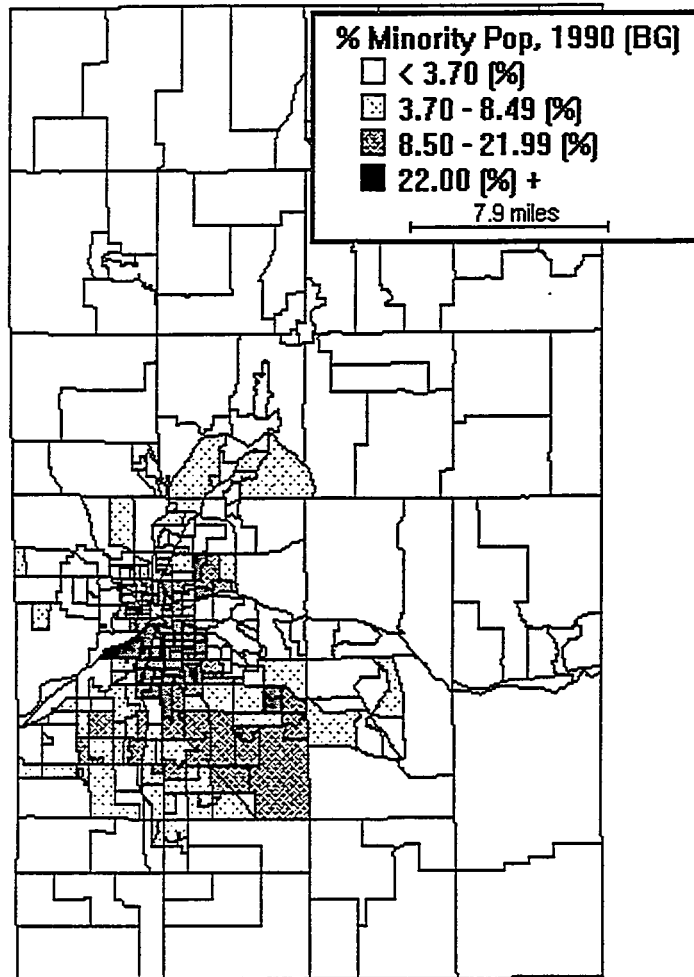 % Minority Pop, 1990 (BG)
< 3.70 (%)
3.70 - 8.49 (%)
8.50 - 21.99 (%)
22.00 (%) +
7.9 miles